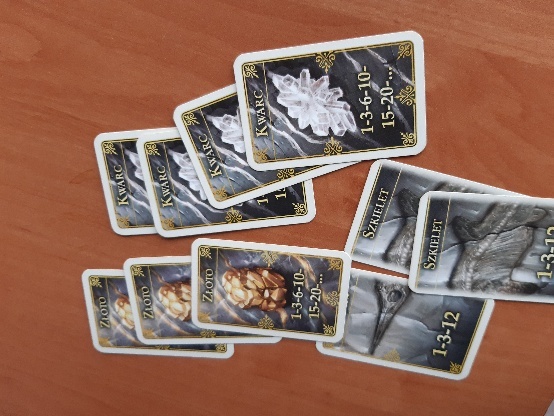 KWARC
1-3-6-10-
15-20-...
KWARC
KWARC
KWARC
SZKIELET
SZKIELET
1-3-12
ZŁOTO
1-3-6-10-
15-20-...
ZŁOTO
ZŁOTO
1-3-12